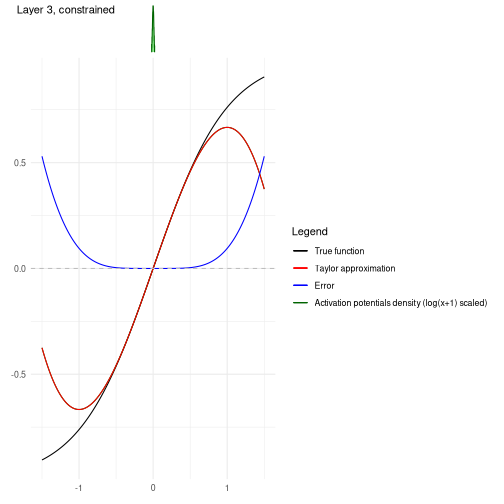 Layer 3, constrained
0.5
0.0
-0.5
-1
0
1
Legend
True function
Taylor approximation
Error
Activation potentials density (log(x+1) scaled)